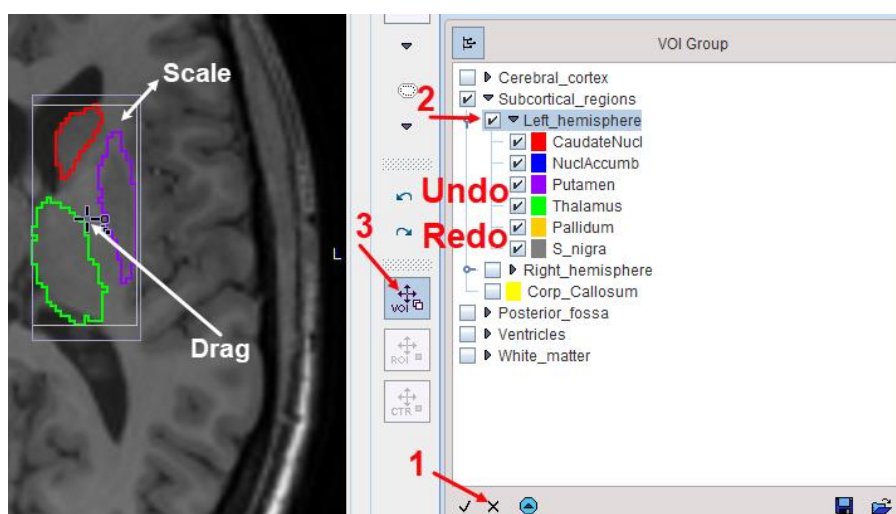 Scale
Drag
L
Undo
Redo
3
VOI
ROI
CTR
VOI Group
Cerebral_cortex
Subcortical_regions
2
Left_hemisphere
CaudateNucl
NuclAccumb
Putamen
Thalamus
Pallidum
S_nigra
Right_hemisphere
Corp_Callosum
Posterior_fossa
Ventricles
White_matter
1